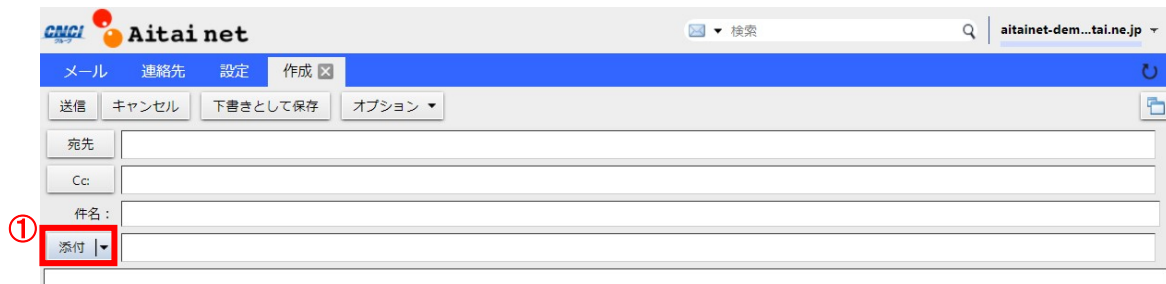 CNCI グループ Aitai net ▼ 検索 aitainet-dem...tai.ne.jp
メール 連絡先 設定 作成
送信 キャンセル 下書きとして保存 オプション ▼
宛先
Cc:
件名：
① 添付 ▼